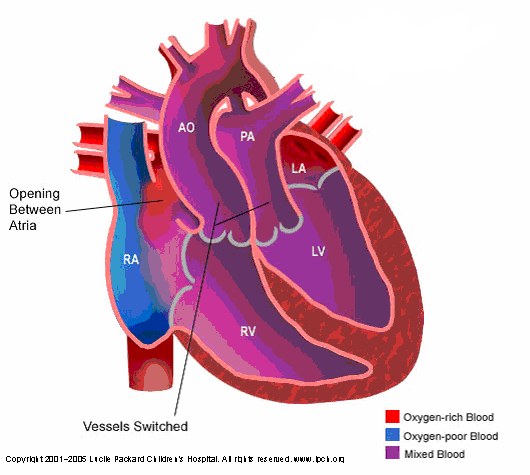 AO
PA
LA
Opening
Between
Atria
RA
LV
RV
Vessels Switched
Oxygen-rich Blood
Oxygen-poor Blood
Mixed Blood
Copyright 2001-2006 Lucile Packard Children's Hospital. All rights reserved. www.lpch.org